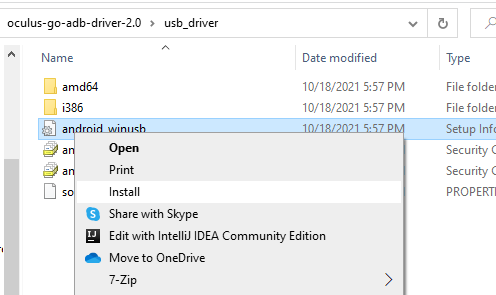 oculus-go-adb-driver-2.0 > usb_driver
Name Date modified Type
amd64 10/18/2021 5:57 PM File folder
i386 10/18/2021 5:57 PM File folder
android_winusb 10/18/2021 5:57 PM Setup Info
an Security C
Open
an Security C
Print
so PROPERTI
Install
Share with Skype
Edit with IntelliJ IDEA Community Edition
Move to OneDrive
7-Zip